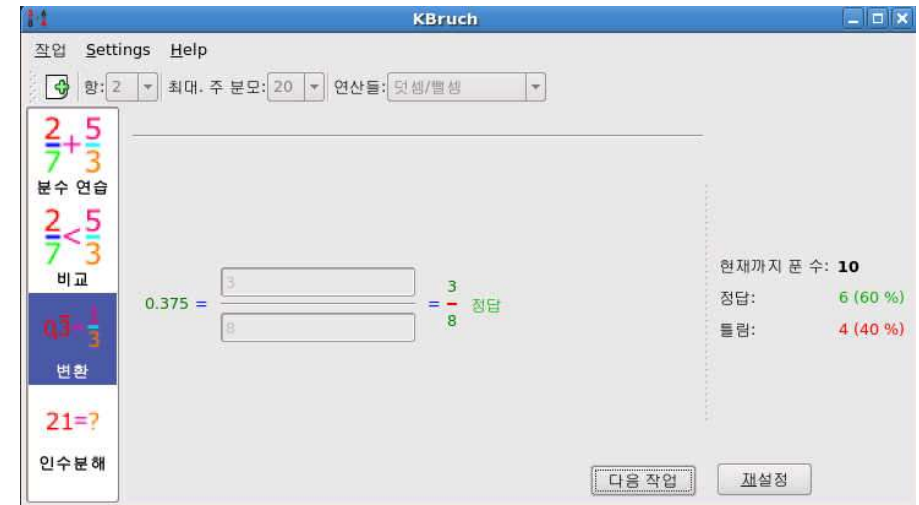 KBruch
작업 Settings Help
항: 2 최대. 주 분모: 20 연산들: 덧셈/뺄셈
2/7 + 5/3
분수 연습
2/7 < 5/3
비교
0.375 = 3/8 = 3/8 정답
현재까지 푼 수: 10
정답: 6 (60 %)
틀림: 4 (40 %)
변환
21=?
인수분해
다음 작업 재설정